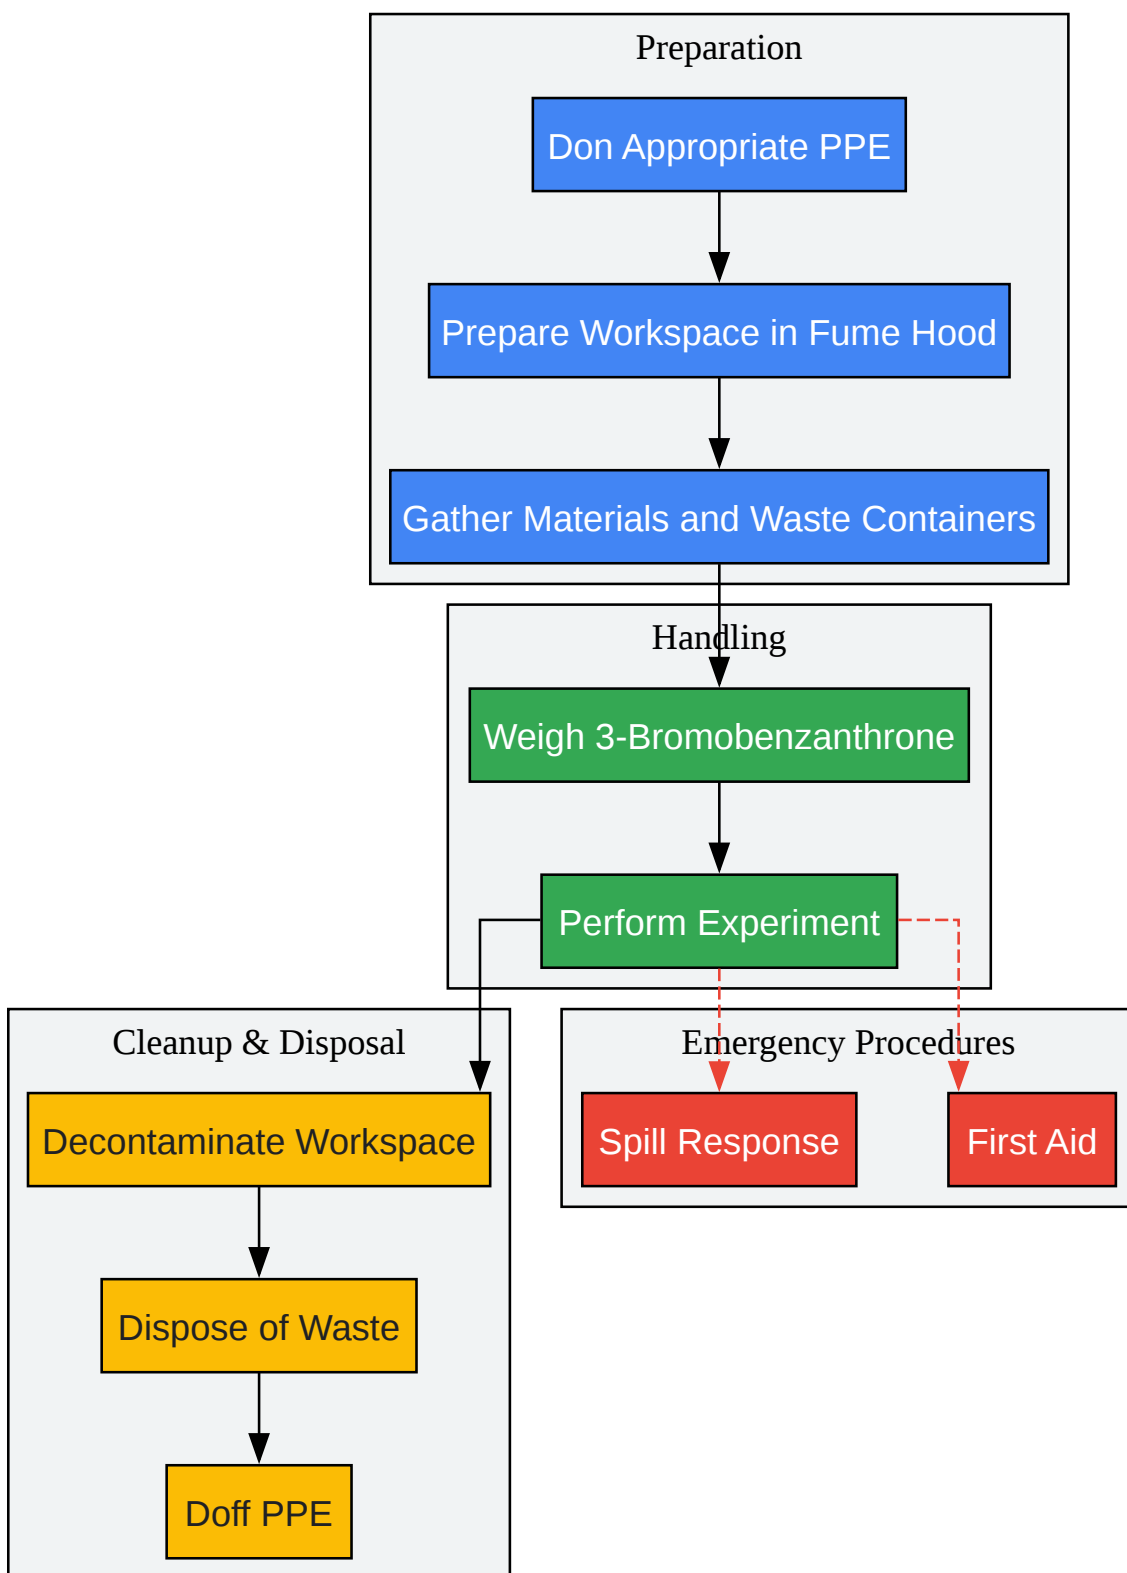 Preparation
Don Appropriate PPE
Prepare Workspace in Fume Hood
Gather Materials and Waste Containers
Handling
Weigh 3-Bromobenzanthrone
Perform Experiment
Cleanup & Disposal
Decontaminate Workspace
Dispose of Waste
Doff PPE
Emergency Procedures
Spill Response
First Aid